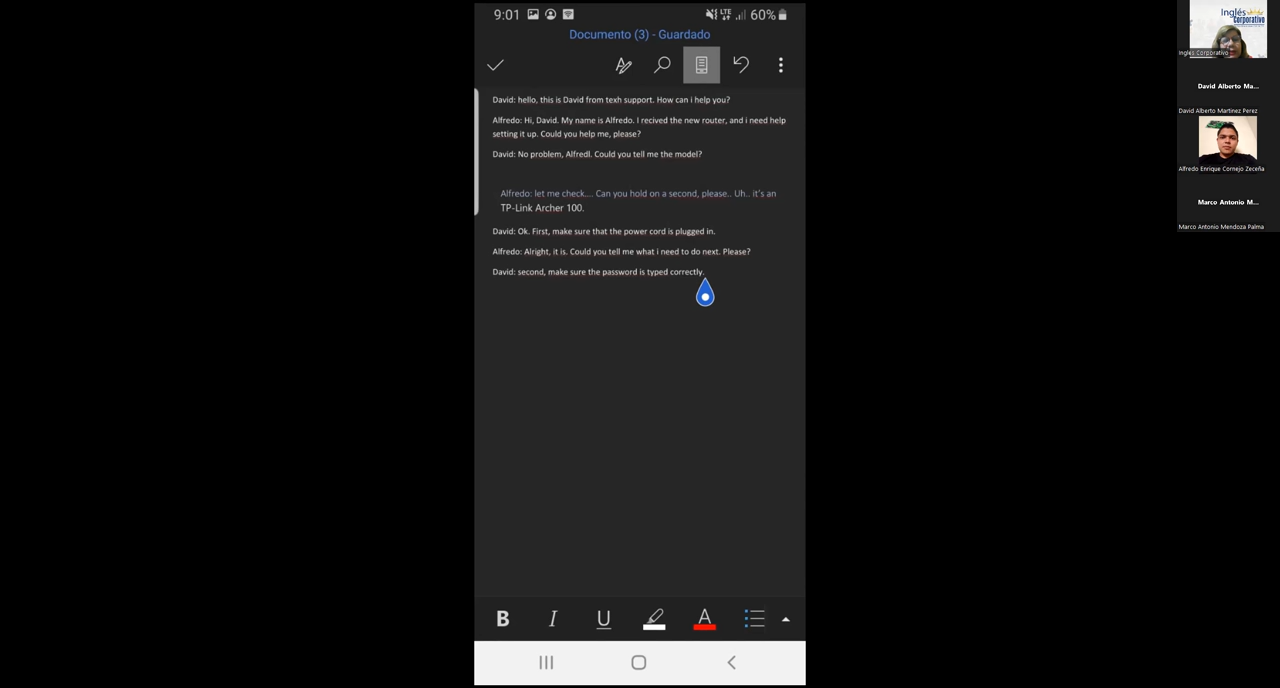 9:01
LTE
60%
Documento (3) - Guardado
David: hello, this is David from texh support. How can i help you?
Alfredo: Hi, David. My name is Alfredo. I recived the new router, and i need help
setting it up. Could you help me, please?
David: No problem, Alfredl. Could you tell me the model?
Alfredo: let me check.... Can you hold on a second, please.. Uh.. it's an
TP-Link Archer 100.
David: Ok. First, make sure that the power cord is plugged in.
Alfredo: Alright, it is. Could you tell me what i need to do next. Please?
David: second, make sure the password is typed correctly.
B I U A
Inglés
Corporativo
Ingles Corporativo
David Alberto Ma...
David Alberto Martinez Perez
Alfredo Enrique Cornejo Zeceña
Marco Antonio M...
Marco Antonio Mendoza Palma